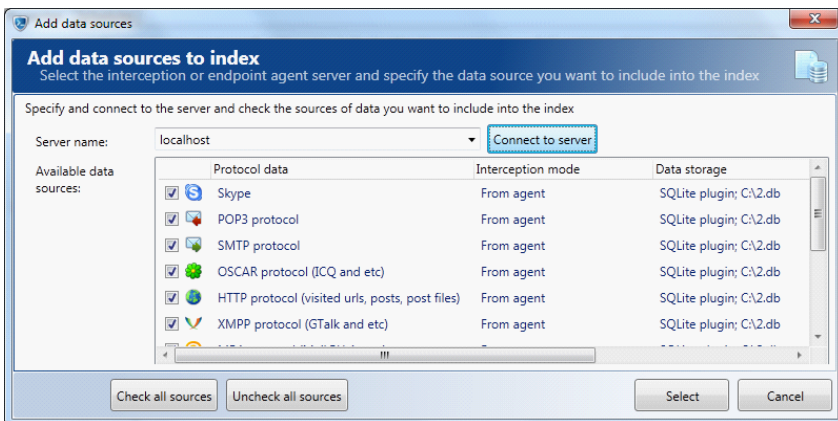 Add data sources
Add data sources to index
Select the interception or endpoint agent server and specify the data source you want to include into the index
Specify and connect to the server and check the sources of data you want to include into the index
Server name: localhost Connect to server
Available data sources:
Protocol data Interception mode Data storage
Skype From agent SQLite plugin; C:\2.db
POP3 protocol From agent SQLite plugin; C:\2.db
SMTP protocol From agent SQLite plugin; C:\2.db
OSCAR protocol (ICQ and etc) From agent SQLite plugin; C:\2.db
HTTP protocol (visited urls, posts, post files) From agent SQLite plugin; C:\2.db
XMPP protocol (GTalk and etc) From agent SQLite plugin; C:\2.db
Check all sources Uncheck all sources Select Cancel